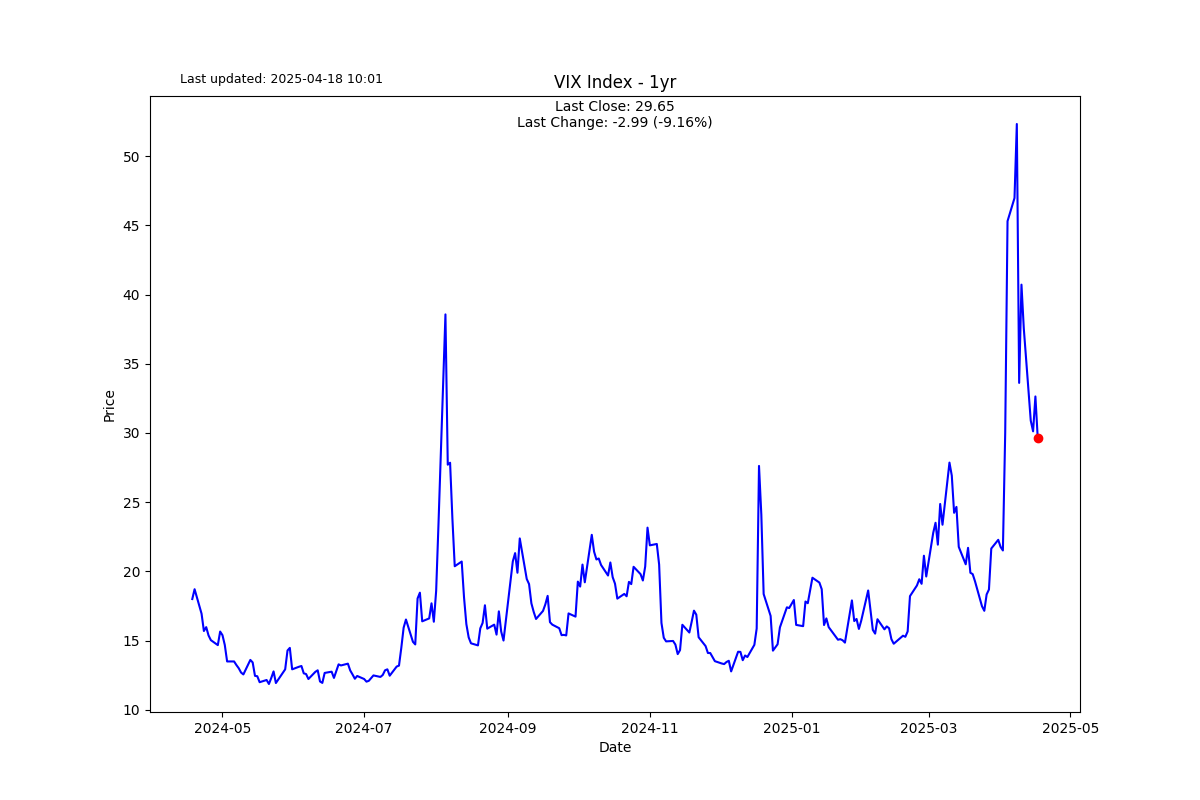 Last updated: 2025-04-18 10:01
VIX Index - 1yr
Last Close: 29.65
Last Change: -2.99 (-9.16%)
50
45
40
35
30
25
20
15
10
Price
2024-05
2024-07
2024-09
2024-11
2025-01
2025-03
2025-05
Date